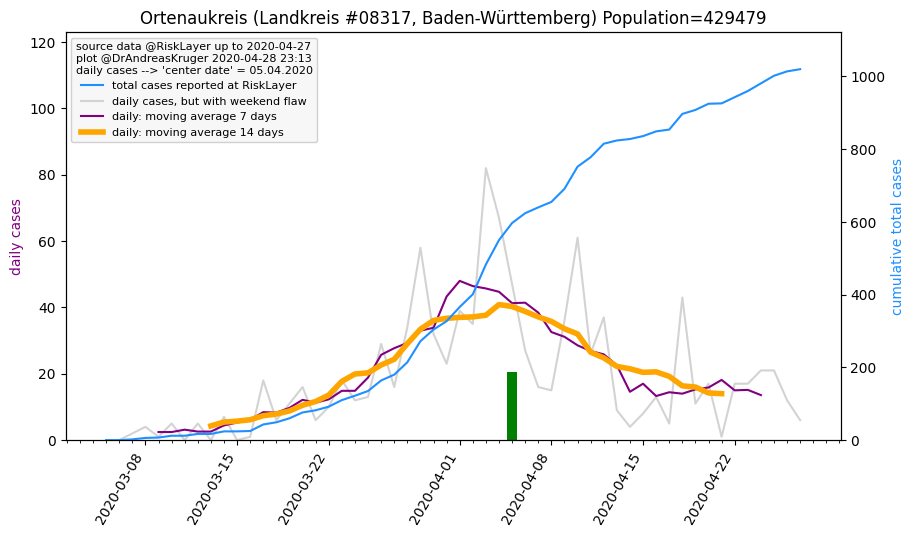 Ortenaukreis (Landkreis #08317, Baden-Württemberg) Population=429479
source data @RiskLayer up to 2020-04-27
plot @DrAndreasKruger 2020-04-28 23:13
daily cases --> 'center date' = 05.04.2020
total cases reported at RiskLayer
daily cases, but with weekend flaw
daily: moving average 7 days
daily: moving average 14 days
daily cases
120
100
80
60
40
20
0
cumulative total cases
1000
800
600
400
200
0
2020-03-08
2020-03-15
2020-03-22
2020-04-01
2020-04-08
2020-04-15
2020-04-22